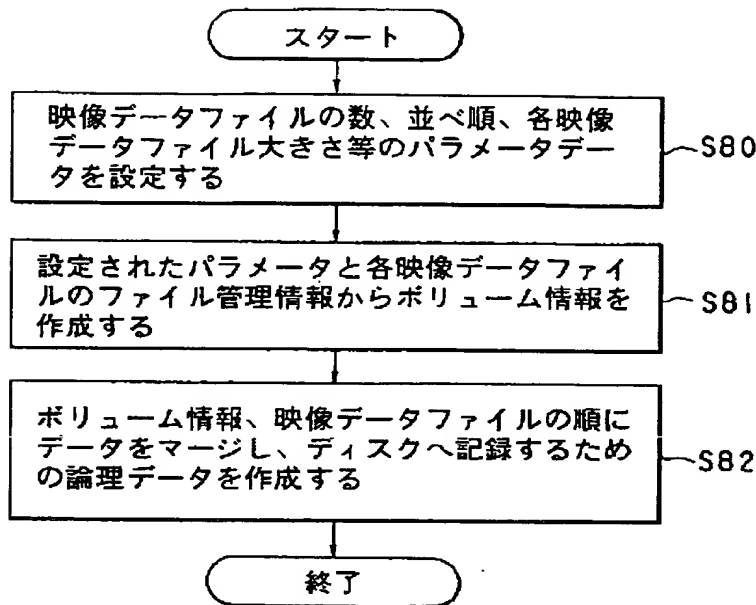 スタート
映像データファイルの数、並べ順、各映像
データファイル大きさ等のパラメータデー
タを設定する
S80
設定されたパラメータと各映像データファイ
ルのファイル管理情報からボリューム情報を
作成する
S81
ボリューム情報、映像データファイルの順に
データをマージし、ディスクへ記録するため
の論理データを作成する
S82
終了